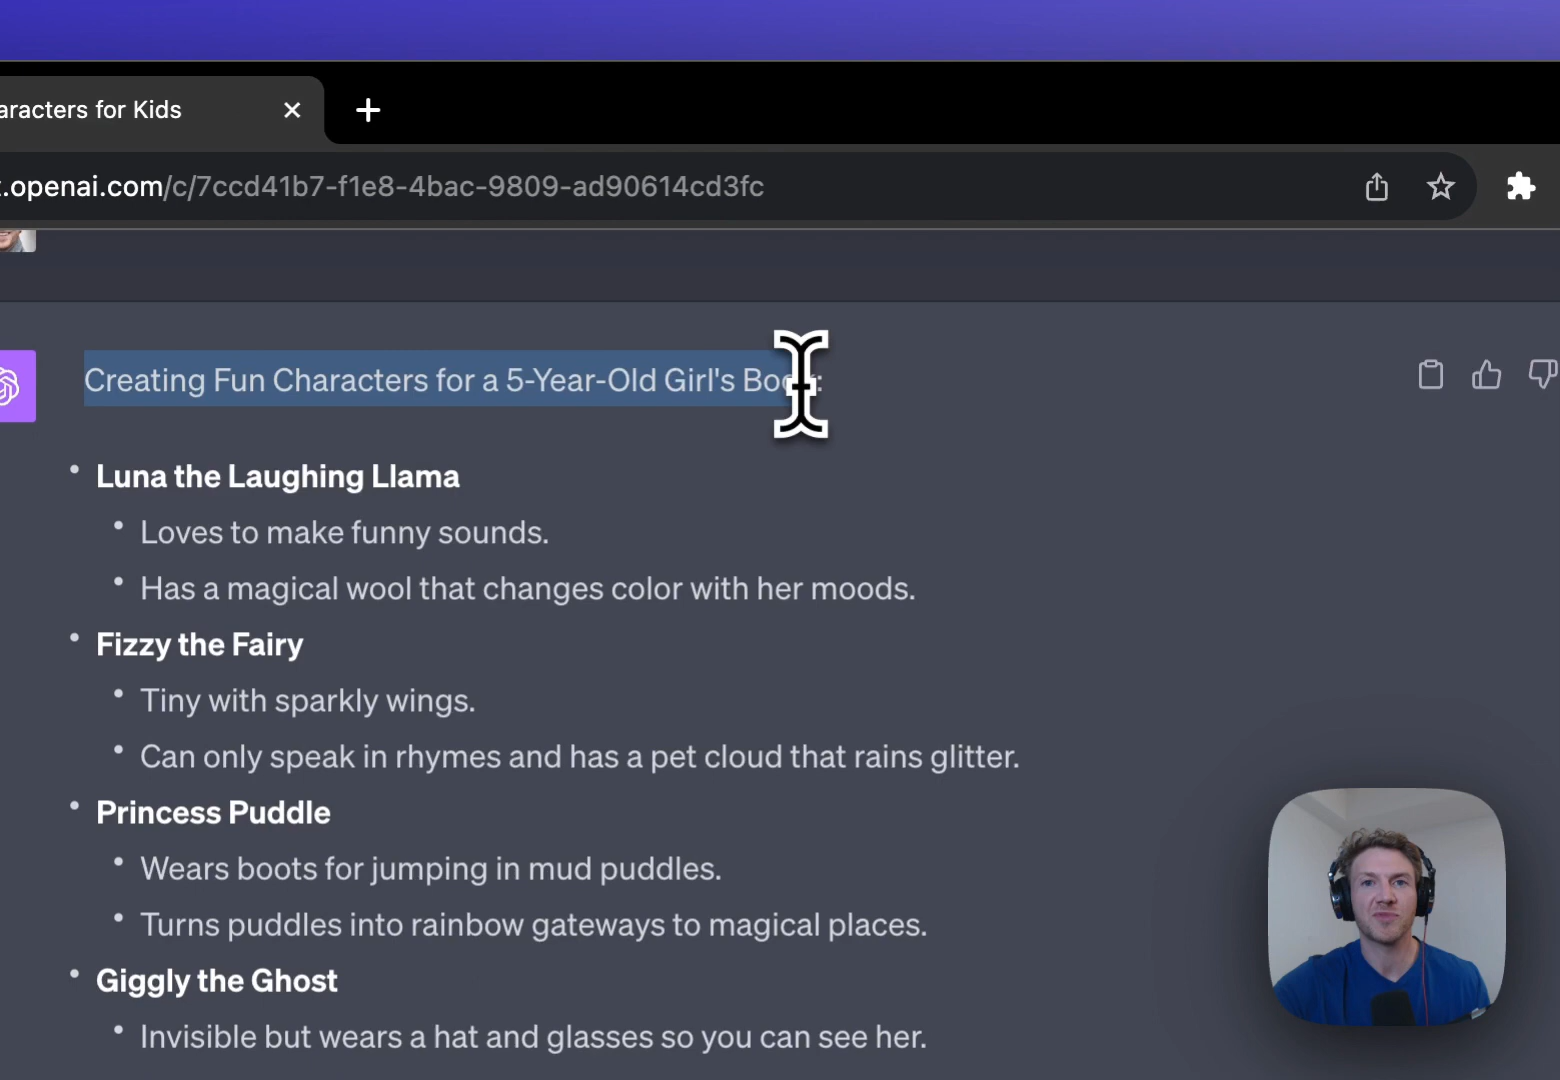 aracters for Kids
t.openai.com/c/7ccd41b7-f1e8-4bac-9809-ad90614cd3fc
Creating Fun Characters for a 5-Year-Old Girl's Book:
Luna the Laughing Llama
Loves to make funny sounds.
Has a magical wool that changes color with her moods.
Fizzy the Fairy
Tiny with sparkly wings.
Can only speak in rhymes and has a pet cloud that rains glitter.
Princess Puddle
Wears boots for jumping in mud puddles.
Turns puddles into rainbow gateways to magical places.
Giggly the Ghost
Invisible but wears a hat and glasses so you can see her.